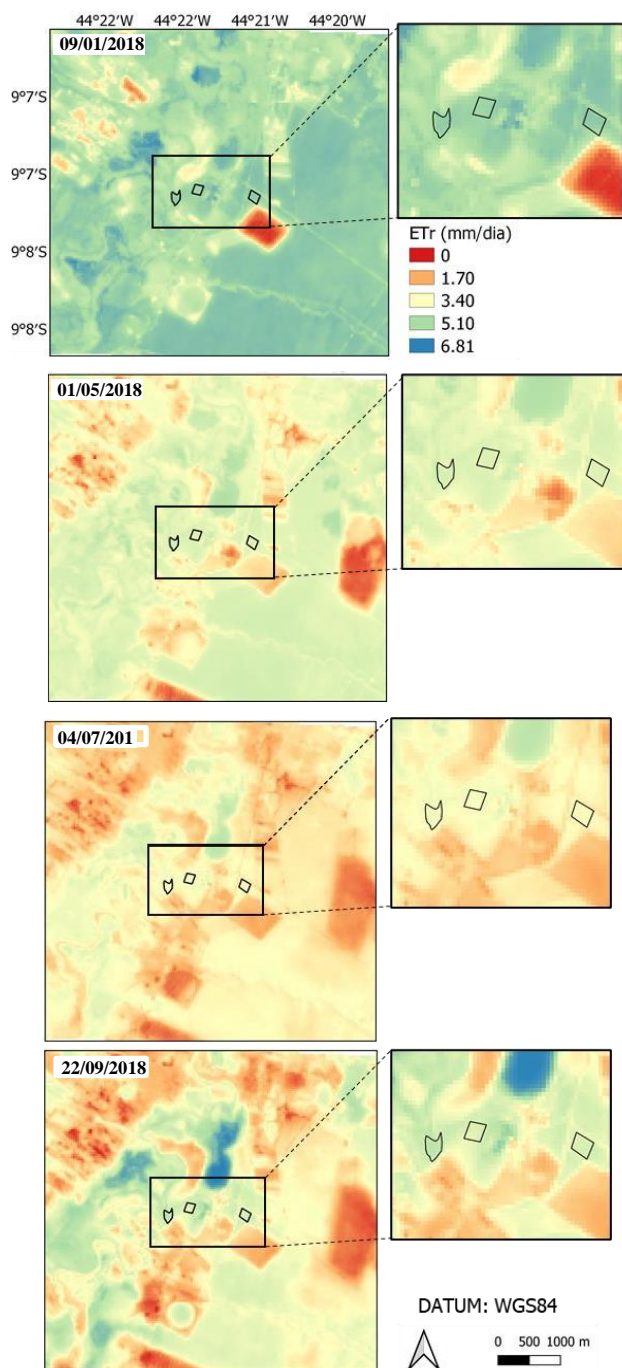 44°22'W 44°22'W 44°21'W 44°20'W
09/01/2018
9°7'S
9°7'S
9°8'S
9°8'S
ETr (mm/dia)
0
1.70
3.40
5.10
6.81
01/05/2018
04/07/201
22/09/2018
DATUM: WGS84
0 500 1000 m